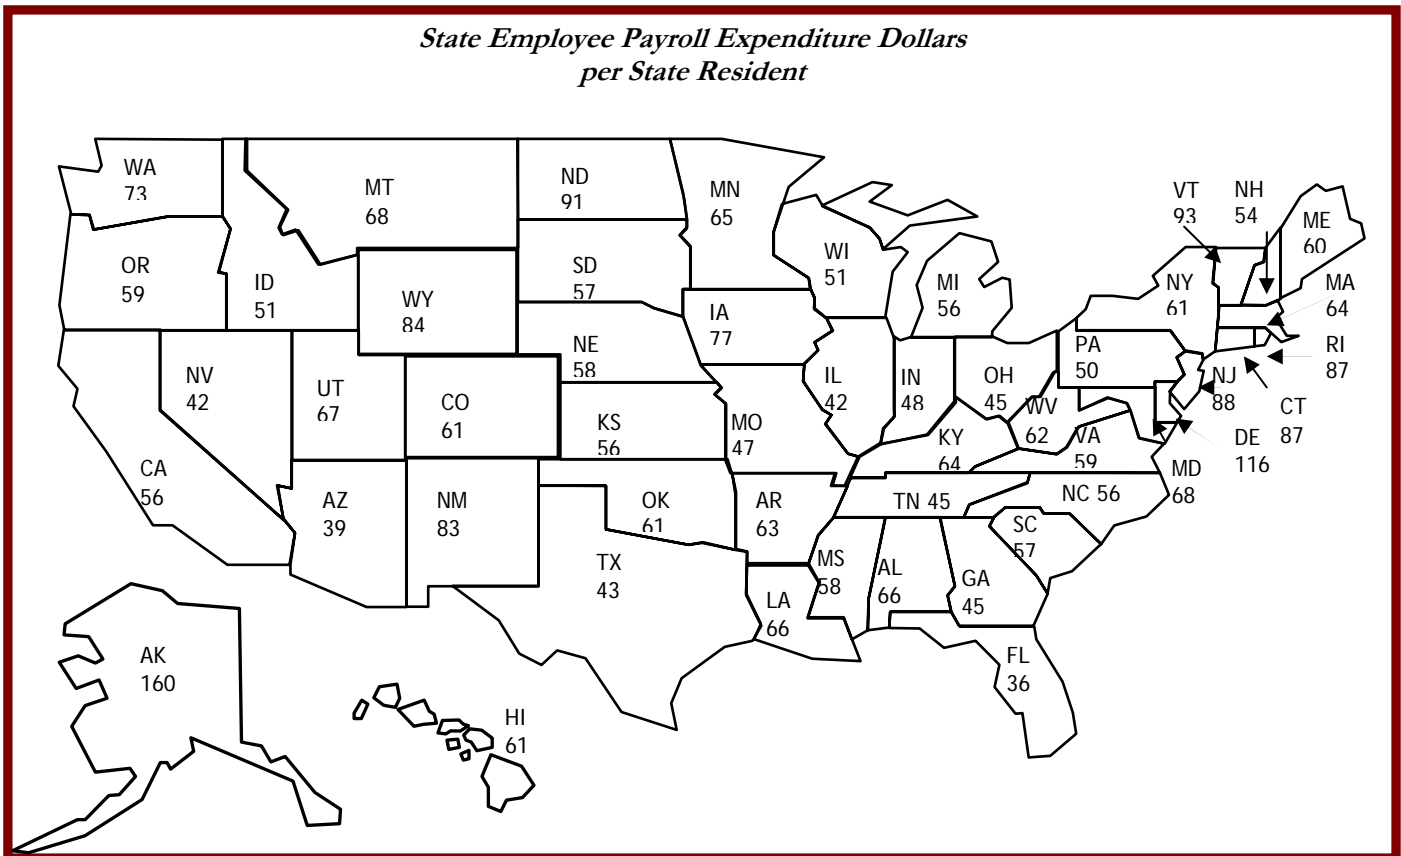 State Employee Payroll Expenditure Dollars
per State Resident
WA
73
MT
68
ND
91
MN
65
VT
93
NH
54
ME
60
OR
59
ID
51
WY
84
SD
57
WI
51
MI
56
NY
61
MA
64
IA
77
NE
58
PA
50
RI
87
NV
42
UT
67
CO
61
IL
42
IN
48
OH
45
NJ
88
CT
87
KS
56
MO
47
WV
62
VA
59
KY
64
DE
116
CA
56
MD
68
AZ
39
NM
83
OK
61
AR
63
TN 45
NC 56
SC
57
TX
43
MS
58
AL
66
GA
45
LA
66
AK
160
FL
36
HI
61